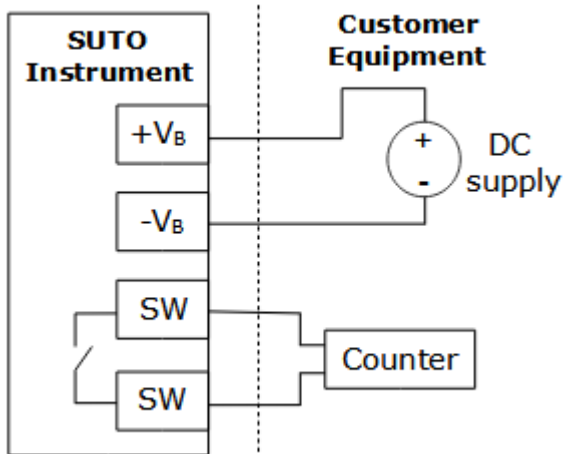 SUTO
Instrument
Customer
Equipment
+VB
+
-
DC
supply
-VB
SW
Counter
SW